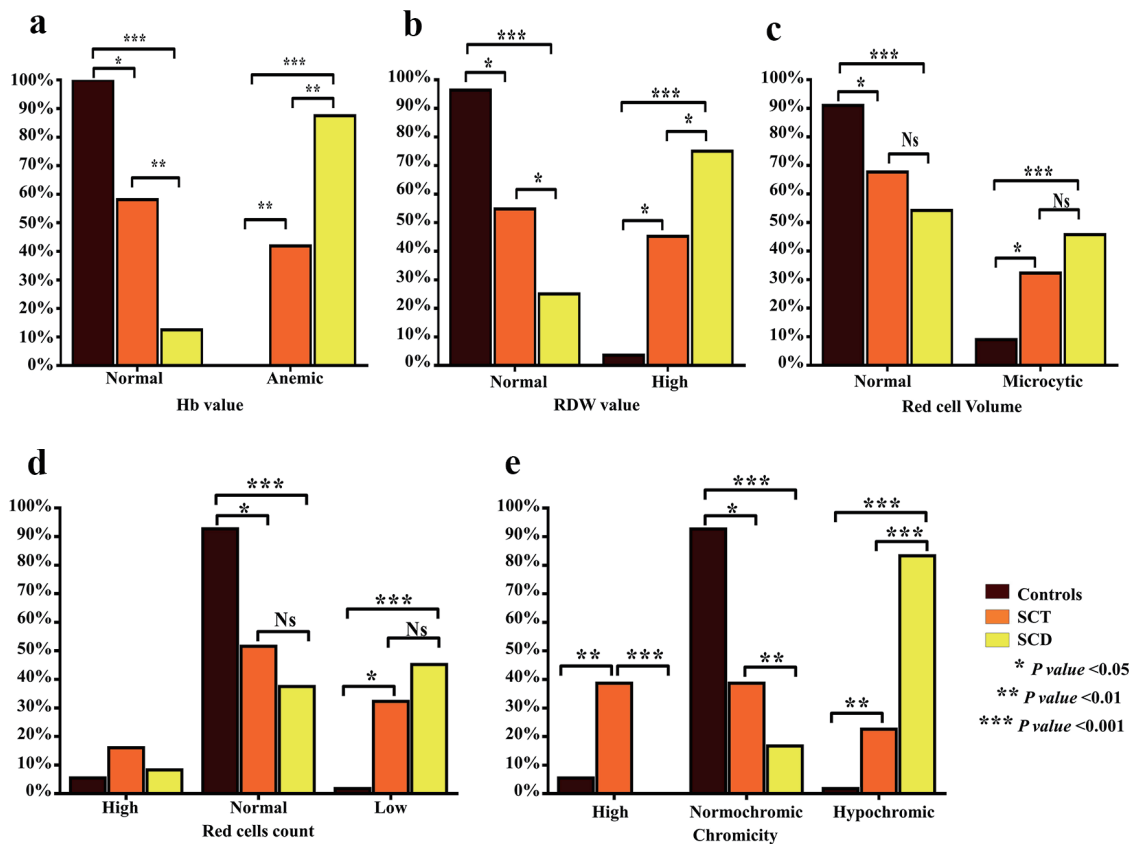 a
***
*
**
***
**
**
100%
90%
80%
70%
60%
50%
40%
30%
20%
10%
0%
Normal
Anemic
Hb value
b
***
*
*
***
*
*
100%
90%
80%
70%
60%
50%
40%
30%
20%
10%
0%
Normal
High
RDW value
c
***
*
Ns
***
Ns
*
100%
90%
80%
70%
60%
50%
40%
30%
20%
10%
0%
Normal
Microcytic
Red cell Volume
d
***
*
Ns
***
Ns
*
100%
90%
80%
70%
60%
50%
40%
30%
20%
10%
0%
High
Normal
Low
Red cells count
e
** ***
***
*
**
***
***
**
100%
90%
80%
70%
60%
50%
40%
30%
20%
10%
0%
High
Normochromic
Hypochromic
Chromicity
Controls
SCT
SCD
* P value <0.05
** P value <0.01
*** P value <0.001